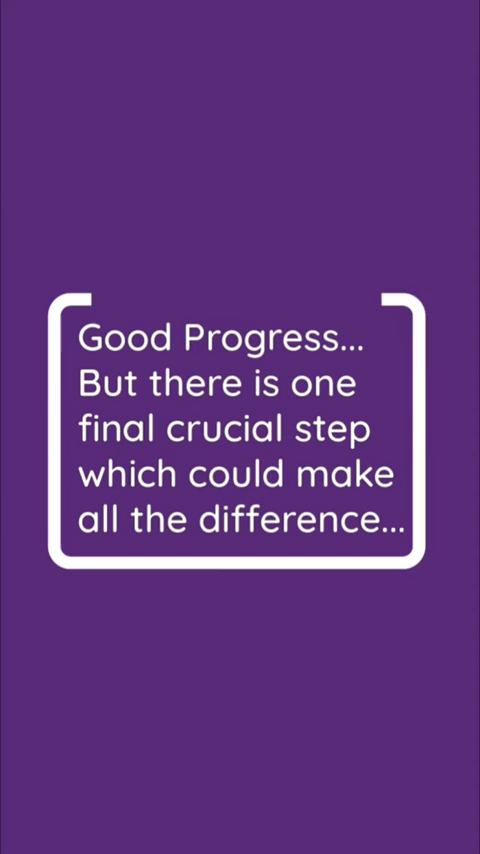 Good Progress...
But there is one
final crucial step
which could make
all the difference...